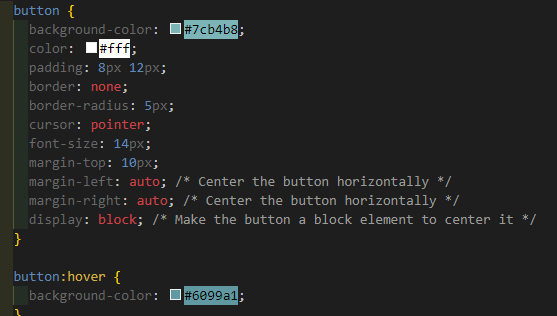 button {
background-color: #7cb4b8;
color: #fff;
padding: 8px 12px;
border: none;
border-radius: 5px;
cursor: pointer;
font-size: 14px;
margin-top: 10px;
margin-left: auto; /* Center the button horizontally */
margin-right: auto; /* Center the button horizontally */
display: block; /* Make the button a block element to center it */
}
button:hover {
background-color: #6099a1;
}